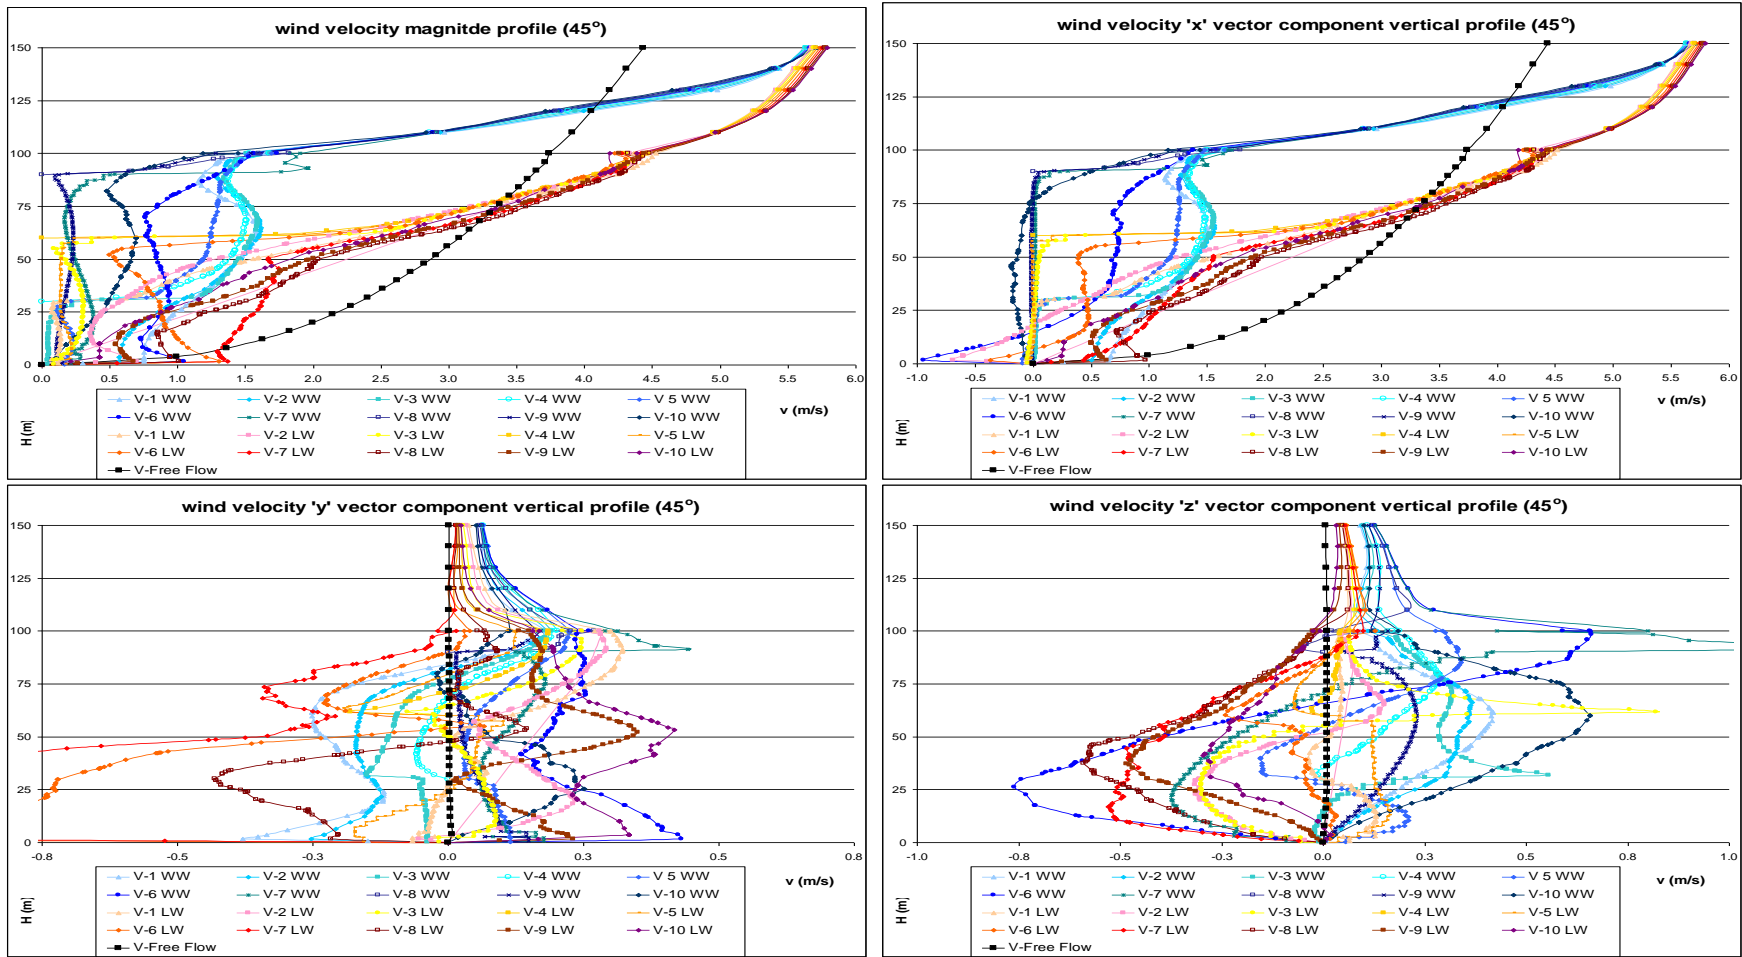 wind velocity magnitde profile (45°)
150
125
100
75
50
25
0
0.0 0.5 1.0 1.5 2.0 2.5 3.0 3.5 4.0 4.5 5.0 5.5 6.0
H (m)
v (m/s)
V-1 WW V-2 WW V-3 WW V-4 WW V 5 WW
V-6 WW V-7 WW V-8 WW V-9 WW V-10 WW
V-1 LW V-2 LW V-3 LW V-4 LW V-5 LW
V-6 LW V-7 LW V-8 LW V-9 LW V-10 LW
V-Free Flow
wind velocity 'x' vector component vertical profile (45°)
150
125
100
75
50
25
0
-1.0 -0.5 0.0 0.5 1.0 1.5 2.0 2.5 3.0 3.5 4.0 4.5 5.0 5.5 6.0
H (m)
v (m/s)
V-1 WW V-2 WW V-3 WW V-4 WW V 5 WW
V-6 WW V-7 WW V-8 WW V-9 WW V-10 WW
V-1 LW V-2 LW V-3 LW V-4 LW V-5 LW
V-6 LW V-7 LW V-8 LW V-9 LW V-10 LW
V-Free Flow
wind velocity 'y' vector component vertical profile (45°)
150
125
100
75
50
25
0
-0.8 -0.5 -0.3 0.0 0.3 0.5 0.8
H (m)
v (m/s)
V-1 WW V-2 WW V-3 WW V-4 WW V 5 WW
V-6 WW V-7 WW V-8 WW V-9 WW V-10 WW
V-1 LW V-2 LW V-3 LW V-4 LW V-5 LW
V-6 LW V-7 LW V-8 LW V-9 LW V-10 LW
V-Free Flow
wind velocity 'z' vector component vertical profile (45°)
150
125
100
75
50
25
0
-1.0 -0.8 -0.5 -0.3 0.0 0.3 0.5 0.8 1.0
H (m)
v (m/s)
V-1 WW V-2 WW V-3 WW V-4 WW V 5 WW
V-6 WW V-7 WW V-8 WW V-9 WW V-10 WW
V-1 LW V-2 LW V-3 LW V-4 LW V-5 LW
V-6 LW V-7 LW V-8 LW V-9 LW V-10 LW
V-Free Flow